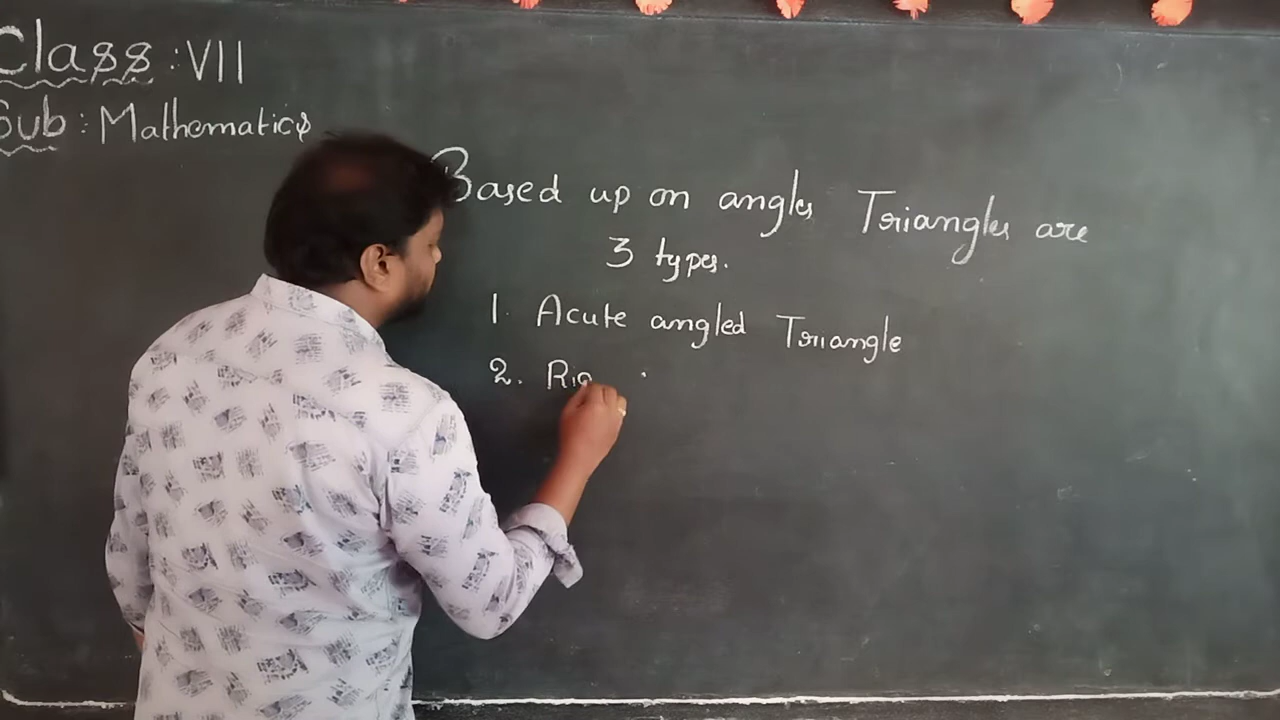 Class : VII
Sub : Mathematics
Based up on angles Triangles are
3 types.
1. Acute angled Triangle
2. Rig